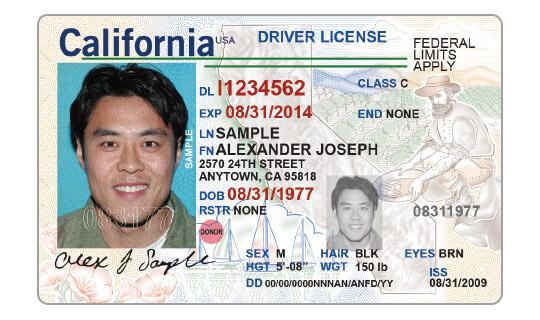 California USA DRIVER LICENSE
FEDERAL
LIMITS
APPLY
DL I1234562 CLASS C
EXP 08/31/2014 END NONE
LN SAMPLE
FN ALEXANDER JOSEPH
2570 24TH STREET
ANYTOWN, CA 95818
DOB 08/31/1977
RSTR NONE
08311977
SAMPLE
083177
DONOR
SEX M HAIR BLK EYES BRN
HGT 5'-08" WGT 150 lb
ISS
DD 00/00/0000NNNAN/ANFD/YY 08/31/2009
Alex J Sample